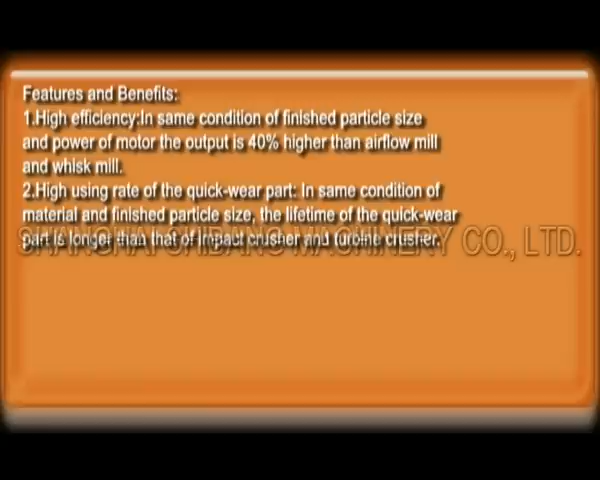 Features and Benefits:
1.High efficiency:In same condition of finished particle size
and power of motor the output is 40% higher than airflow mill
and whisk mill.
2.High using rate of the quick-wear part: In same condition of
material and finished particle size, the lifetime of the quick-wear
part is longer than that of impact crusher and turbine crusher.
SHANGHAI SHIBANG MACHINERY CO., LTD.